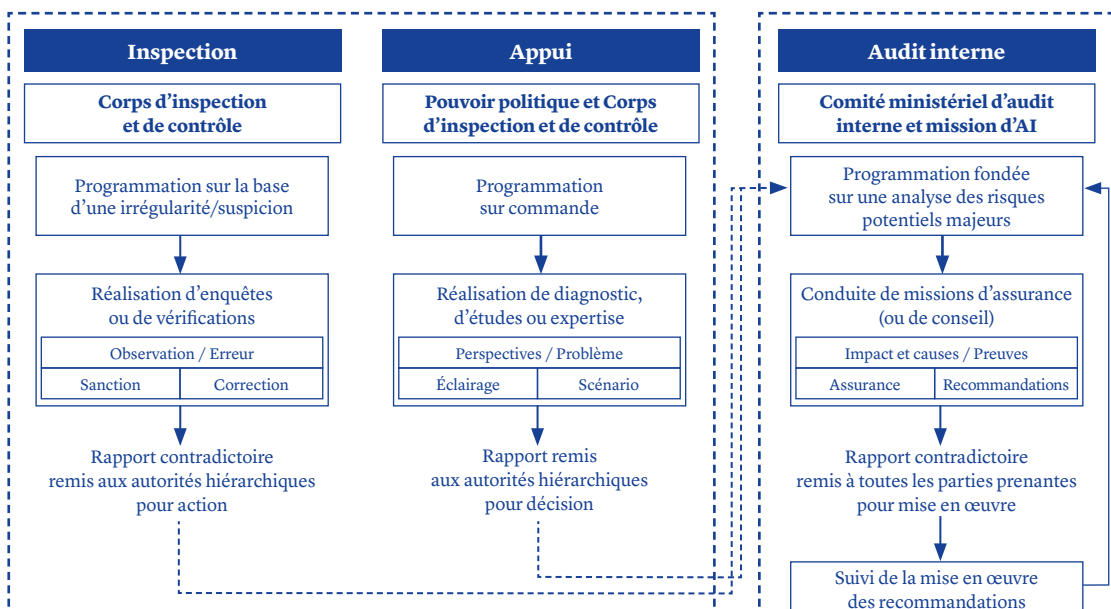 Inspection
Corps d'inspection
et de contrôle
Programmation sur la base
d'une irrégularité/suspicion
Réalisation d'enquêtes
ou de vérifications
Observation / Erreur
Sanction
Correction
Rapport contradictoire
remis aux autorités hiérarchiques
pour action
Appui
Pouvoir politique et Corps
d'inspection et de contrôle
Programmation
sur commande
Réalisation de diagnostic,
d'études ou expertise
Perspectives / Problème
Éclairage
Scénario
Rapport remis
aux autorités hiérarchiques
pour décision
Audit interne
Comité ministériel d'audit
interne et mission d'AI
Programmation fondée
sur une analyse des risques
potentiels majeurs
Conduite de missions d'assurance
(ou de conseil)
Impact et causes / Preuves
Assurance
Recommandations
Rapport contradictoire
remis à toutes les parties prenantes
pour mise en œuvre
Suivi de la mise en œuvre
des recommandations